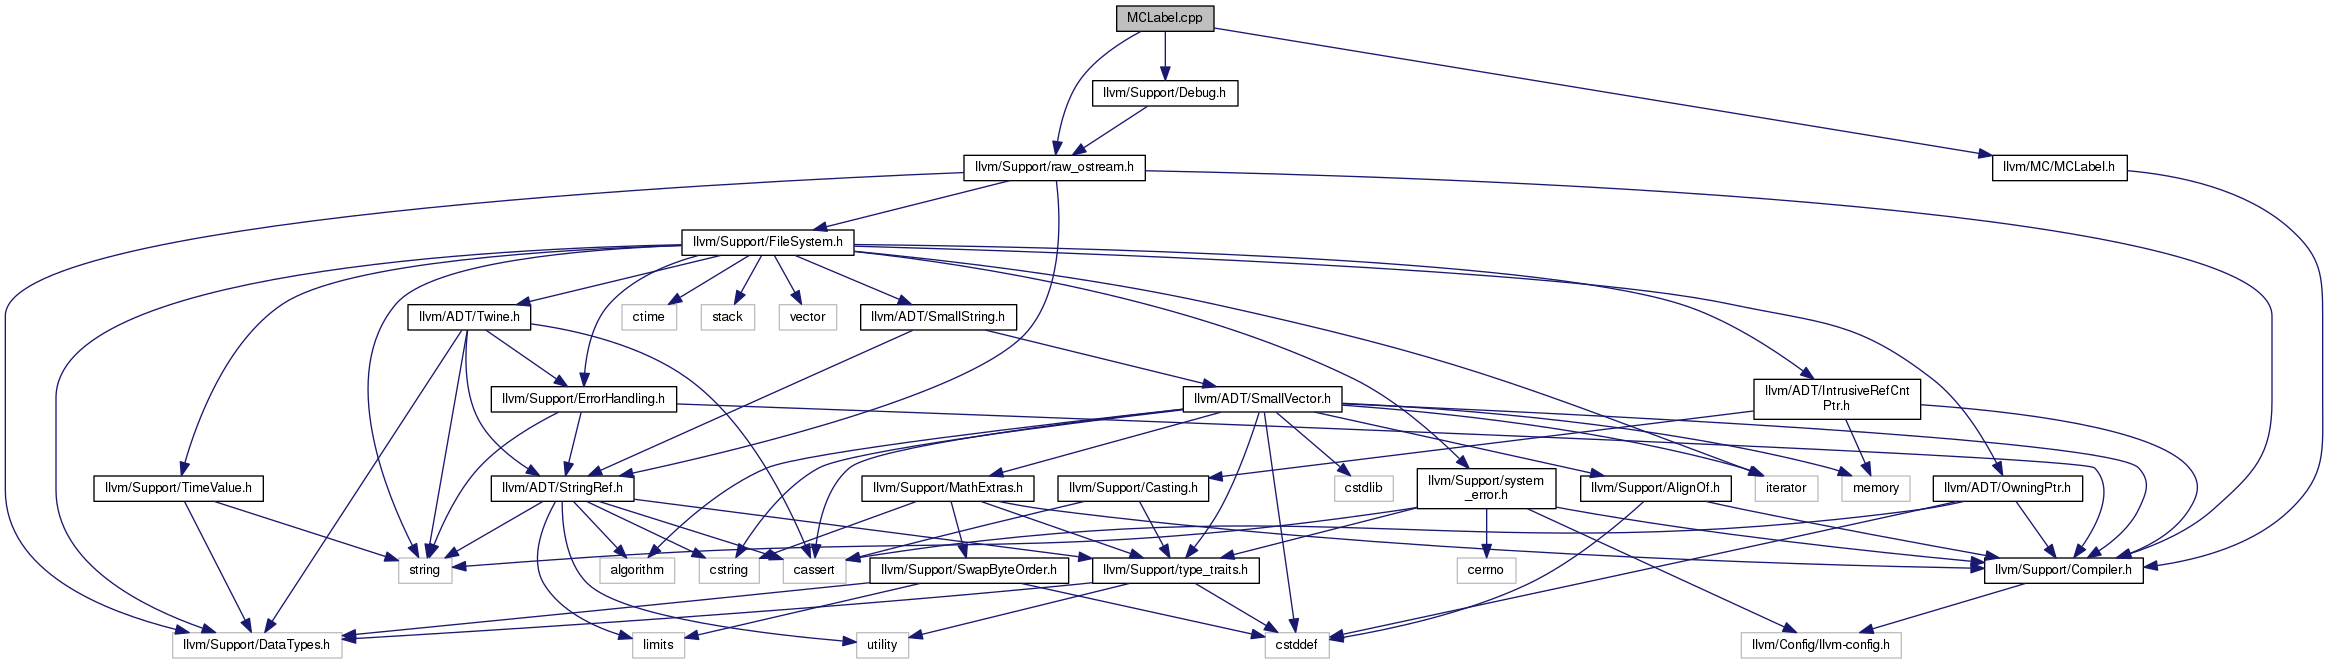 MCLabel.cpp
llvm/Support/Debug.h
llvm/Support/raw_ostream.h
llvm/MC/MCLabel.h
llvm/Support/FileSystem.h
llvm/ADT/Twine.h
ctime
stack
vector
llvm/ADT/SmallString.h
llvm/Support/ErrorHandling.h
llvm/ADT/SmallVector.h
llvm/ADT/IntrusiveRefCnt
Ptr.h
llvm/Support/TimeValue.h
llvm/ADT/StringRef.h
llvm/Support/MathExtras.h
llvm/Support/Casting.h
cstdlib
llvm/Support/system
_error.h
llvm/Support/AlignOf.h
iterator
memory
llvm/ADT/OwningPtr.h
string
algorithm
cstring
cassert
llvm/Support/SwapByteOrder.h
llvm/Support/type_traits.h
cerrno
llvm/Support/Compiler.h
llvm/Support/DataTypes.h
limits
utility
cstddef
llvm/Config/llvm-config.h